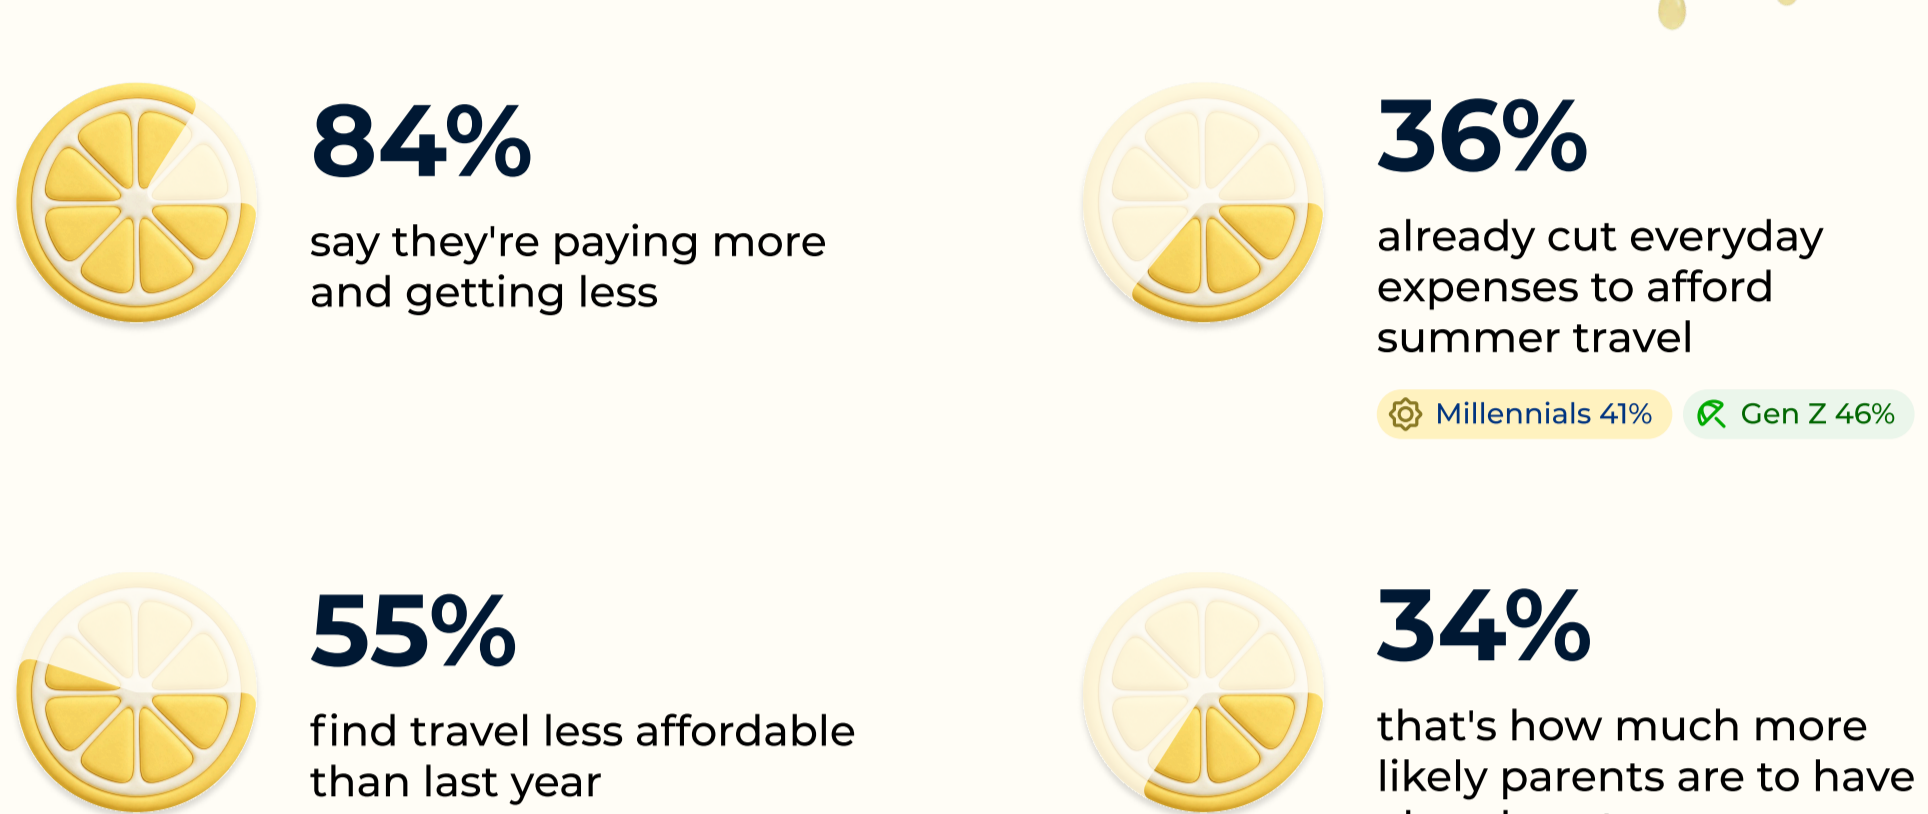 84%
say they're paying more
and getting less
36%
already cut everyday
expenses to afford
summer travel
Millennials 41%
Gen Z 46%
55%
find travel less affordable
than last year
34%
that's how much more
likely parents are to have